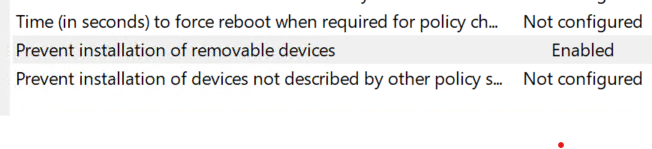 Time (in seconds) to force reboot when required for policy ch... Not configured
Prevent installation of removable devices Enabled
Prevent installation of devices not described by other policy s... Not configured